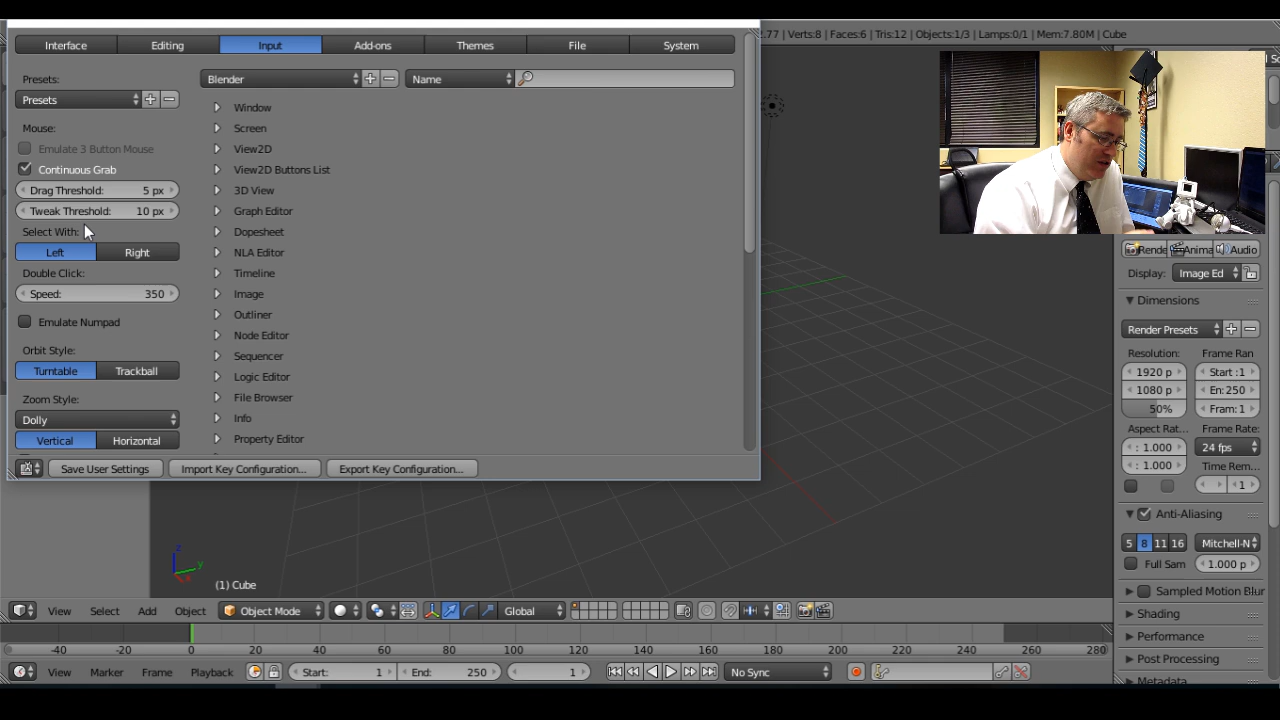 Interface Editing Input Add-ons Themes File System
2.77 | Verts:8 | Faces:6 | Tris:12 | Objects:1/3 | Lamps:0/1 | Mem:7.80M | Cube
Presets:
Presets
Blender
Name
Mouse:
Emulate 3 Button Mouse
Continuous Grab
Drag Threshold: 5 px
Tweak Threshold: 10 px
Select With:
Left Right
Double Click:
Speed: 350
Emulate Numpad
Orbit Style:
Turntable Trackball
Zoom Style:
Dolly
Vertical Horizontal
Window
Screen
View2D
View2D Buttons List
3D View
Graph Editor
Dopesheet
NLA Editor
Timeline
Image
Outliner
Node Editor
Sequencer
Logic Editor
File Browser
Info
Property Editor
Save User Settings Import Key Configuration... Export Key Configuration...
Rende Anima Audio
Display: Image Ed
Dimensions
Render Presets
Resolution: Frame Ran
1920 p Start :1
1080 p En: 250
50% Fram: 1
Aspect Rat... Frame Rate:
: 1.000 24 fps
: 1.000 Time Rem...
1
Anti-Aliasing
5 8 11 16 Mitchell-N
Full Sam 1.000 p
Sampled Motion Blur
Shading
Performance
Post Processing
Metadata
z
y
x
(1) Cube
View Select Add Object Object Mode Global
-40 -20 0 20 40 60 80 100 120 140 160 180 200 220 240 260 280
View Marker Frame Playback Start: 1 End: 250 1 No Sync